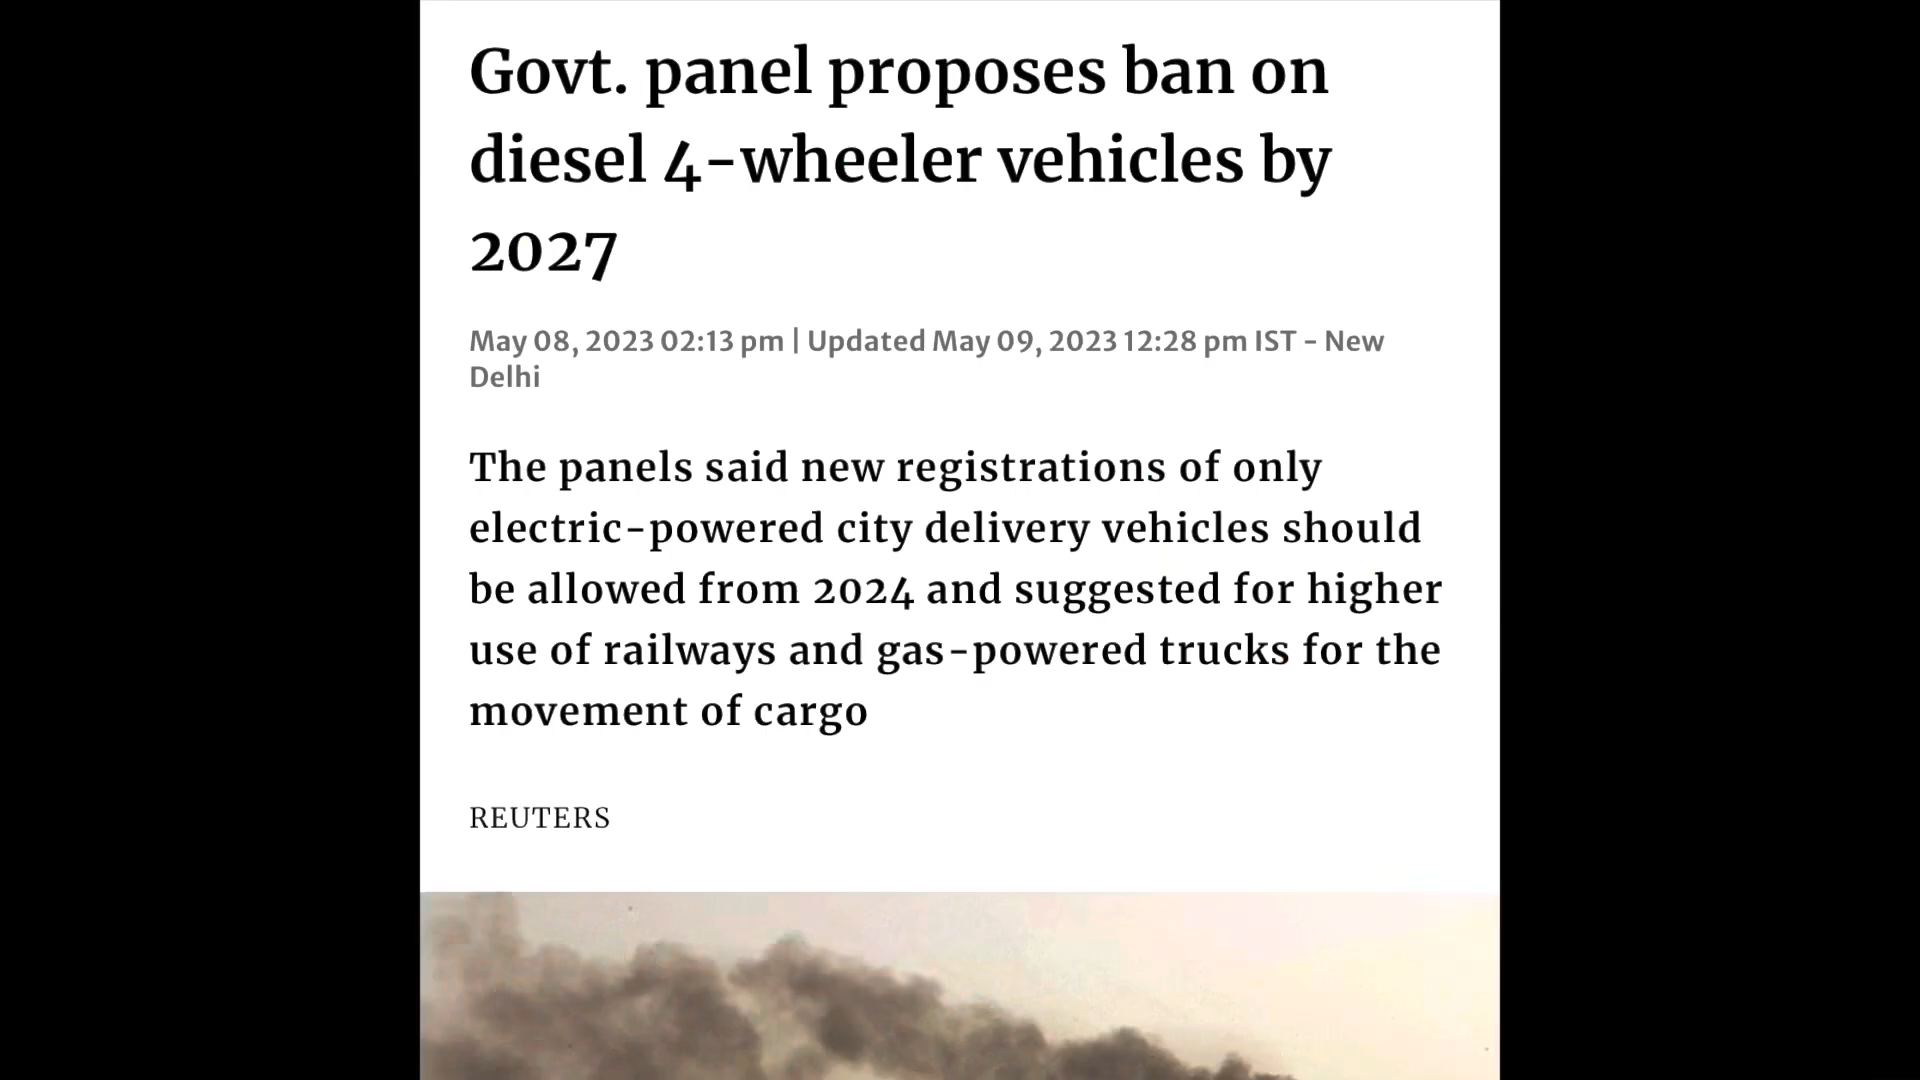 Govt. panel proposes ban on
diesel 4-wheeler vehicles by
2027
May 08, 2023 02:13 pm | Updated May 09, 2023 12:28 pm IST - New
Delhi
The panels said new registrations of only
electric-powered city delivery vehicles should
be allowed from 2024 and suggested for higher
use of railways and gas-powered trucks for the
movement of cargo
REUTERS